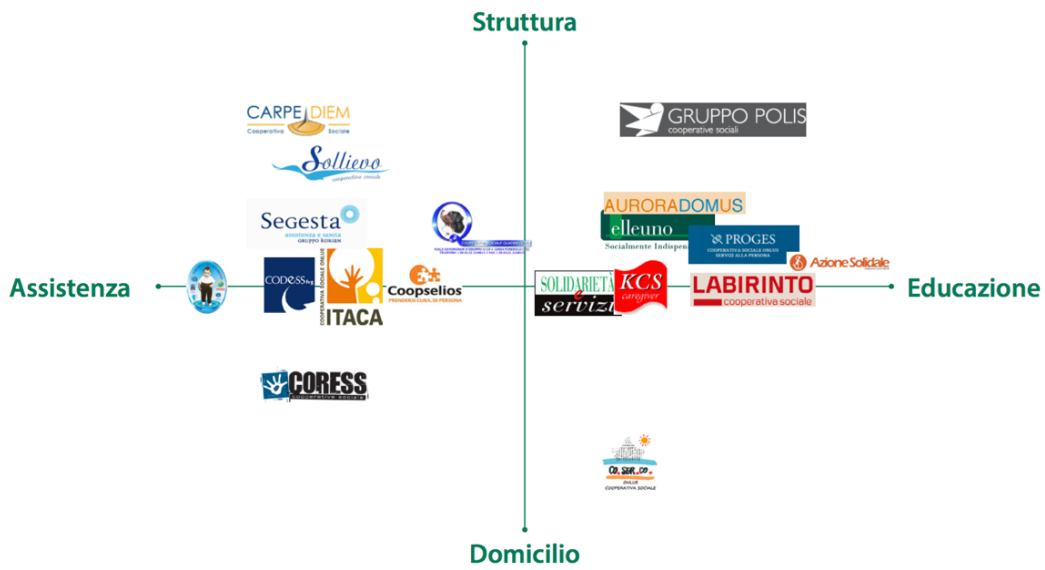 Struttura
CARPE DIEM
Cooperativa Sociale
GRUPPO POLIS
cooperative sociali
Sollievo
cooperativa sociale
AURORADOMUS
Segesta
assistenza e sanità
GRUPPO KORIAN
elleuno
Socialmente Indipen
PROGES
COOPERATIVA SOCIALE ONLUS
SERVIZI ALLA PERSONA
Azione Solidale
Assistenza
CODESS
COOPERATIVA SOCIALE ONLUS
ITACA
Coopselios
PRENDERSI CURA, DI PERSONA
SOLIDARIETÀ
e
servizi
KCS
caregiver
LABIRINTO
cooperativa sociale
Educazione
CORESS
cooperativa sociale
CO.SER.CO.
ONLUS
COOPERATIVA SOCIALE
Domicilio